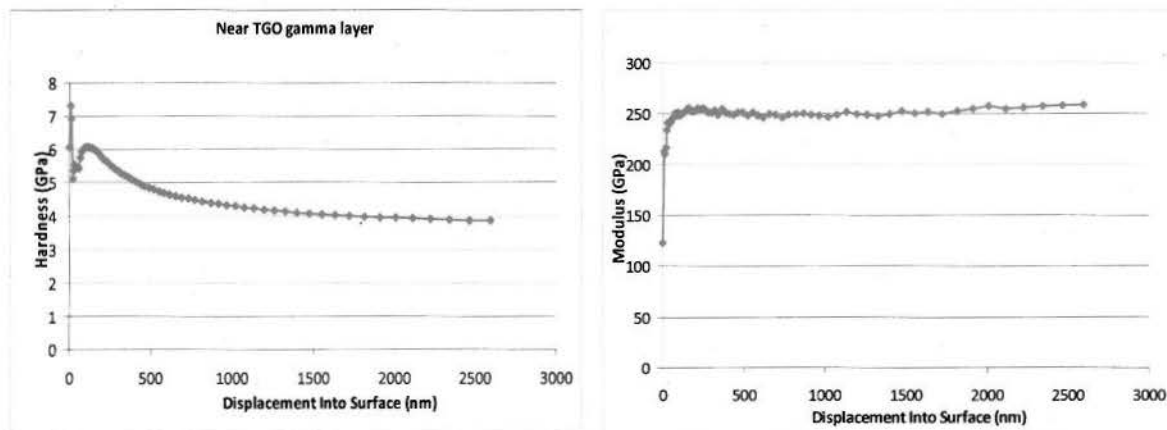 Near TGO gamma layer
Hardness (GPa)
8
7
6
5
4
3
2
1
0
0 500 1000 1500 2000 2500 3000
Displacement Into Surface (nm)
Modulus (GPa)
300
250
200
150
100
50
0
0 500 1000 1500 2000 2500 3000
Displacement Into Surface (nm)